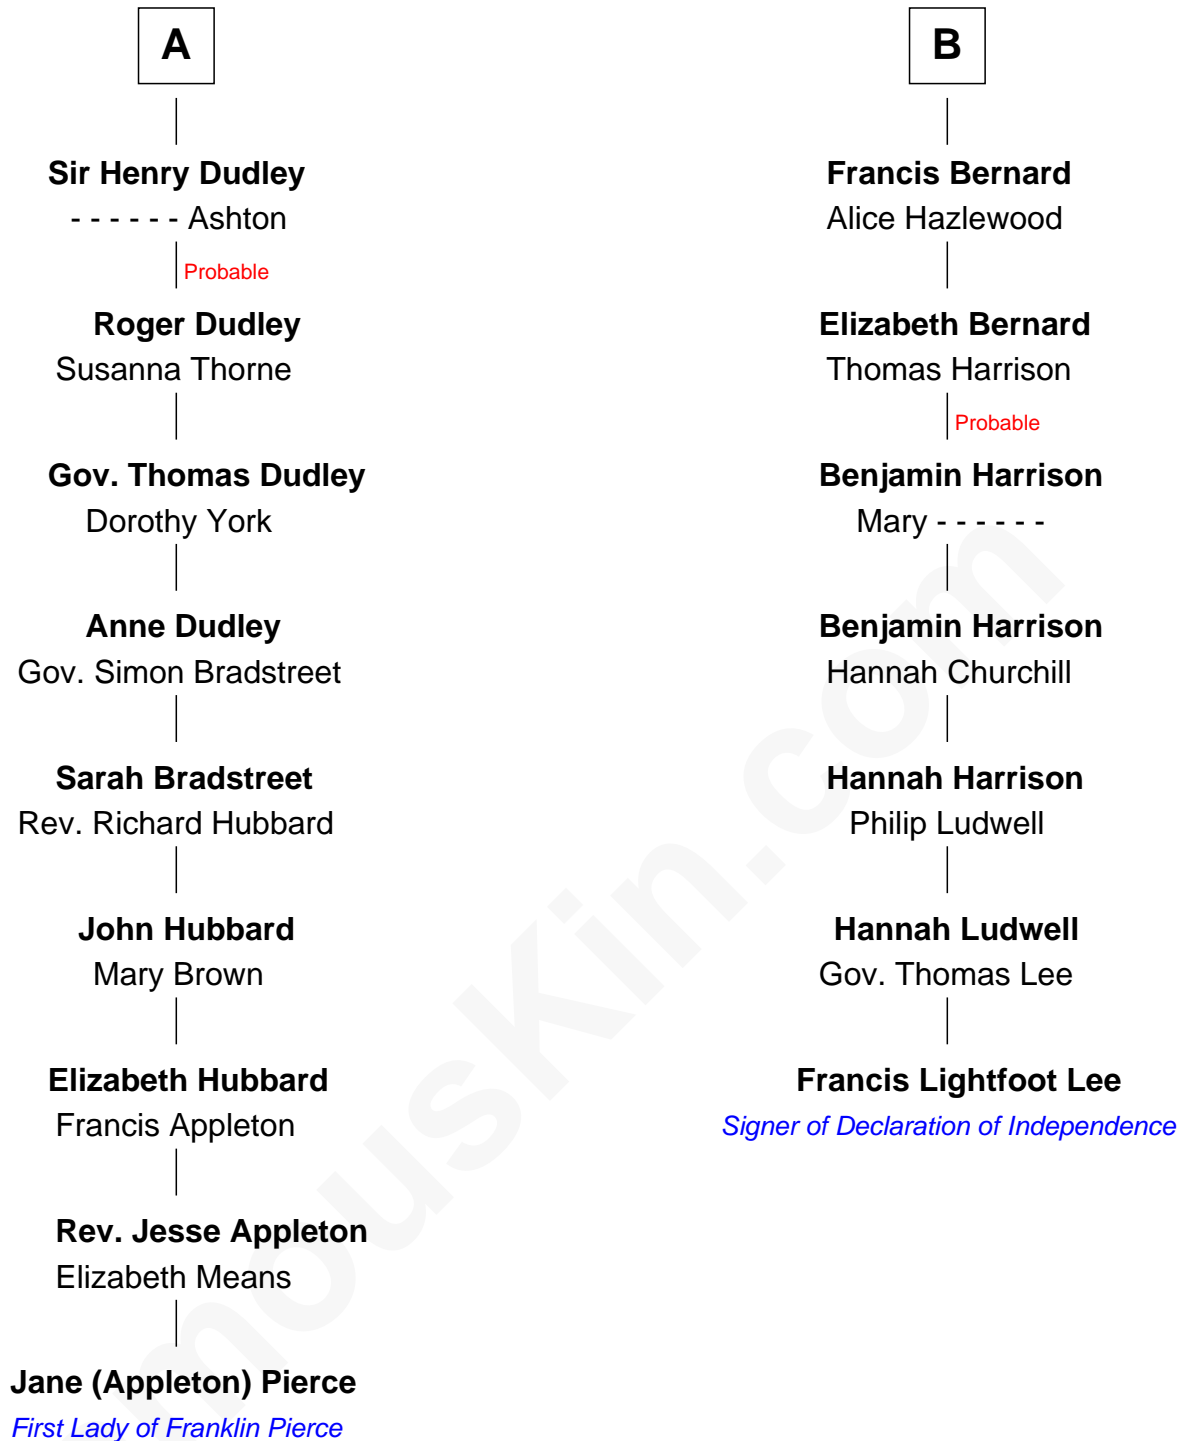 A
Sir Henry Dudley
- - - - - - Ashton
Probable
Roger Dudley
Susanna Thorne
Gov. Thomas Dudley
Dorothy York
Anne Dudley
Gov. Simon Bradstreet
Sarah Bradstreet
Rev. Richard Hubbard
John Hubbard
Mary Brown
Elizabeth Hubbard
Francis Appleton
Rev. Jesse Appleton
Elizabeth Means
Jane (Appleton) Pierce
First Lady of Franklin Pierce
B
Francis Bernard
Alice Hazlewood
Elizabeth Bernard
Thomas Harrison
Probable
Benjamin Harrison
Mary - - - - - -
Benjamin Harrison
Hannah Churchill
Hannah Harrison
Philip Ludwell
Hannah Ludwell
Gov. Thomas Lee
Francis Lightfoot Lee
Signer of Declaration of Independence
mouskin.com